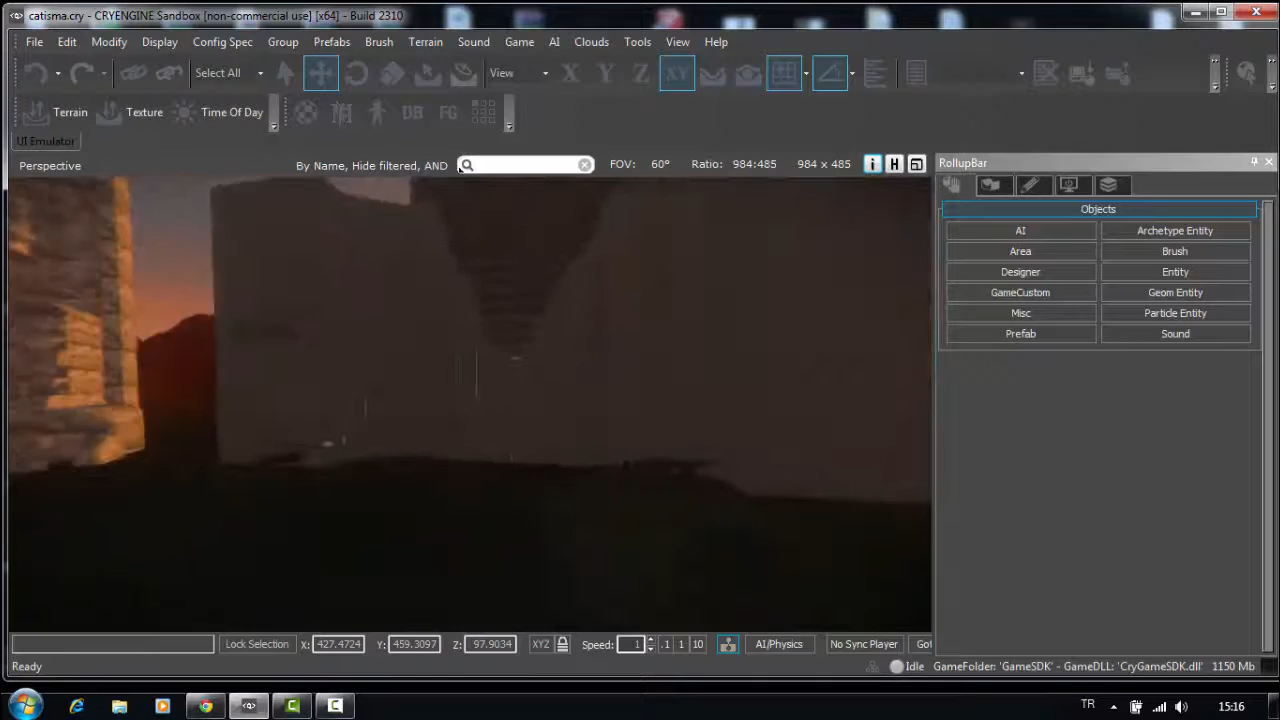 catisma.cry - CRYENGINE Sandbox [non-commercial use] [x64] - Build 2310
File Edit Modify Display Config Spec Group Prefabs Brush Terrain Sound Game AI Clouds Tools View Help
Select All View X Y Z XY
Terrain Texture Time Of Day DB FG
UI Emulator
Perspective By Name, Hide filtered, AND FOV: 60° Ratio: 984:485 984 x 485 i H
RollupBar
Objects
AI Archetype Entity
Area Brush
Designer Entity
GameCustom Geom Entity
Misc Particle Entity
Prefab Sound
Lock Selection X: 427.4724 Y: 459.3097 Z: 97.9034 XYZ Speed: 1 .1 1 10 AI/Physics No Sync Player Got
Ready Idle GameFolder: 'GameSDK' - GameDLL: 'CryGameSDK.dll' 1150 Mb
TR 15:16